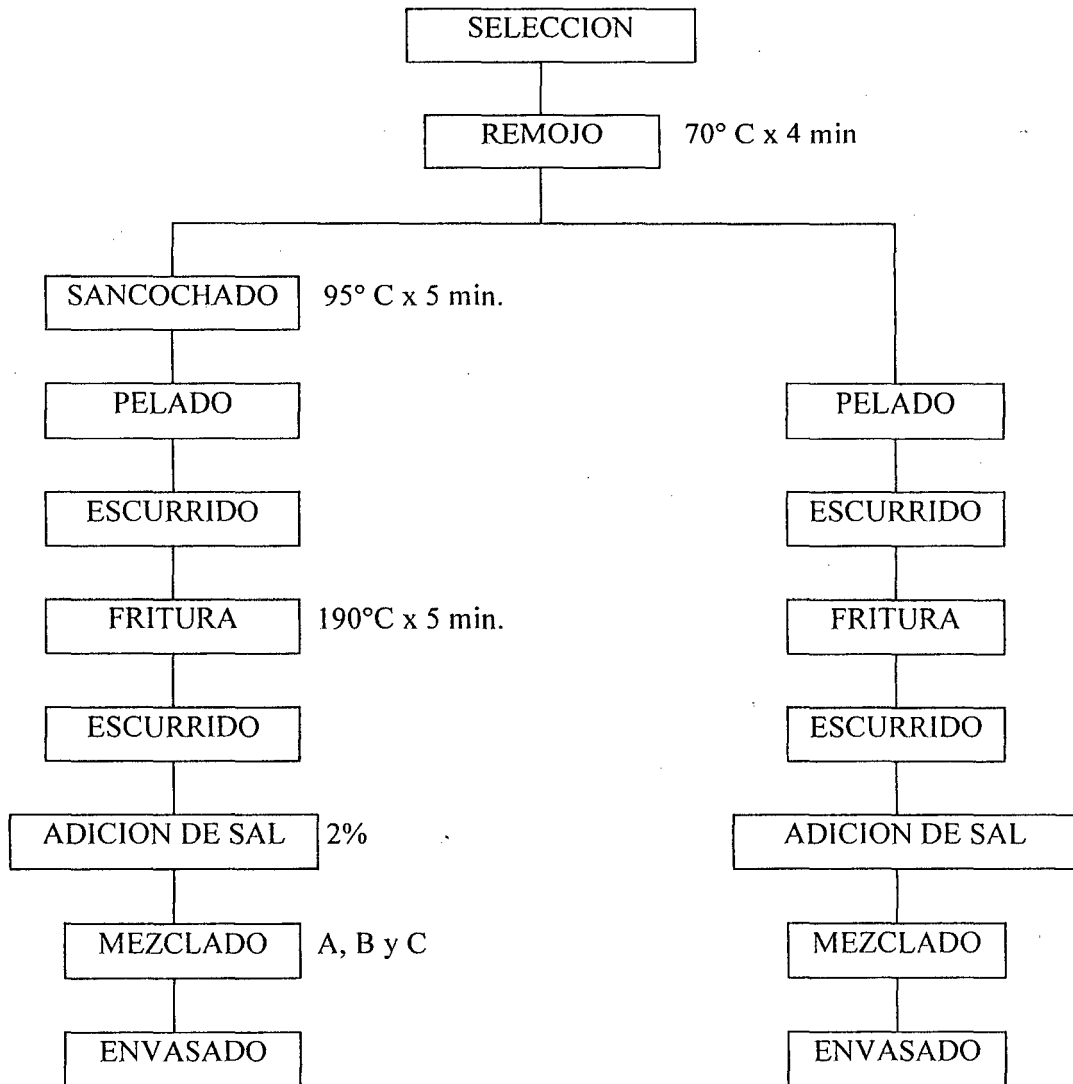 SELECCION
REMOJO 70° C x 4 min
SANCOCHADO 95° C x 5 min.
PELADO PELADO
ESCURRIDO ESCURRIDO
FRITURA 190°C x 5 min. FRITURA
ESCURRIDO ESCURRIDO
ADICION DE SAL 2% ADICION DE SAL
MEZCLADO A, B y C MEZCLADO
ENVASADO ENVASADO